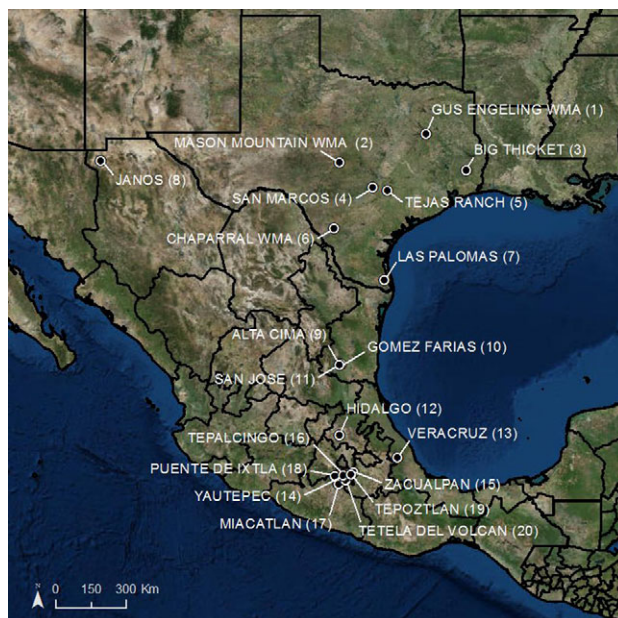 GUS ENGELING WMA (1)
MASON MOUNTAIN WMA (2)
BIG THICKET (3)
JANOS (8)
SAN MARCOS (4)
TEJAS RANCH (5)
CHAPARRAL WMA (6)
LAS PALOMAS (7)
ALTA CIMA (9)
GOMEZ FARIAS (10)
SAN JOSE (11)
HIDALGO (12)
TEPALCINGO (16)
VERACRUZ (13)
PUENTE DE IXTLA (18)
ZACUALPAN (15)
YAUTEPEC (14)
TEPOZTLAN (19)
MIACATLAN (17)
TETELA DEL VOLCAN (20)
N
0 150 300 Km